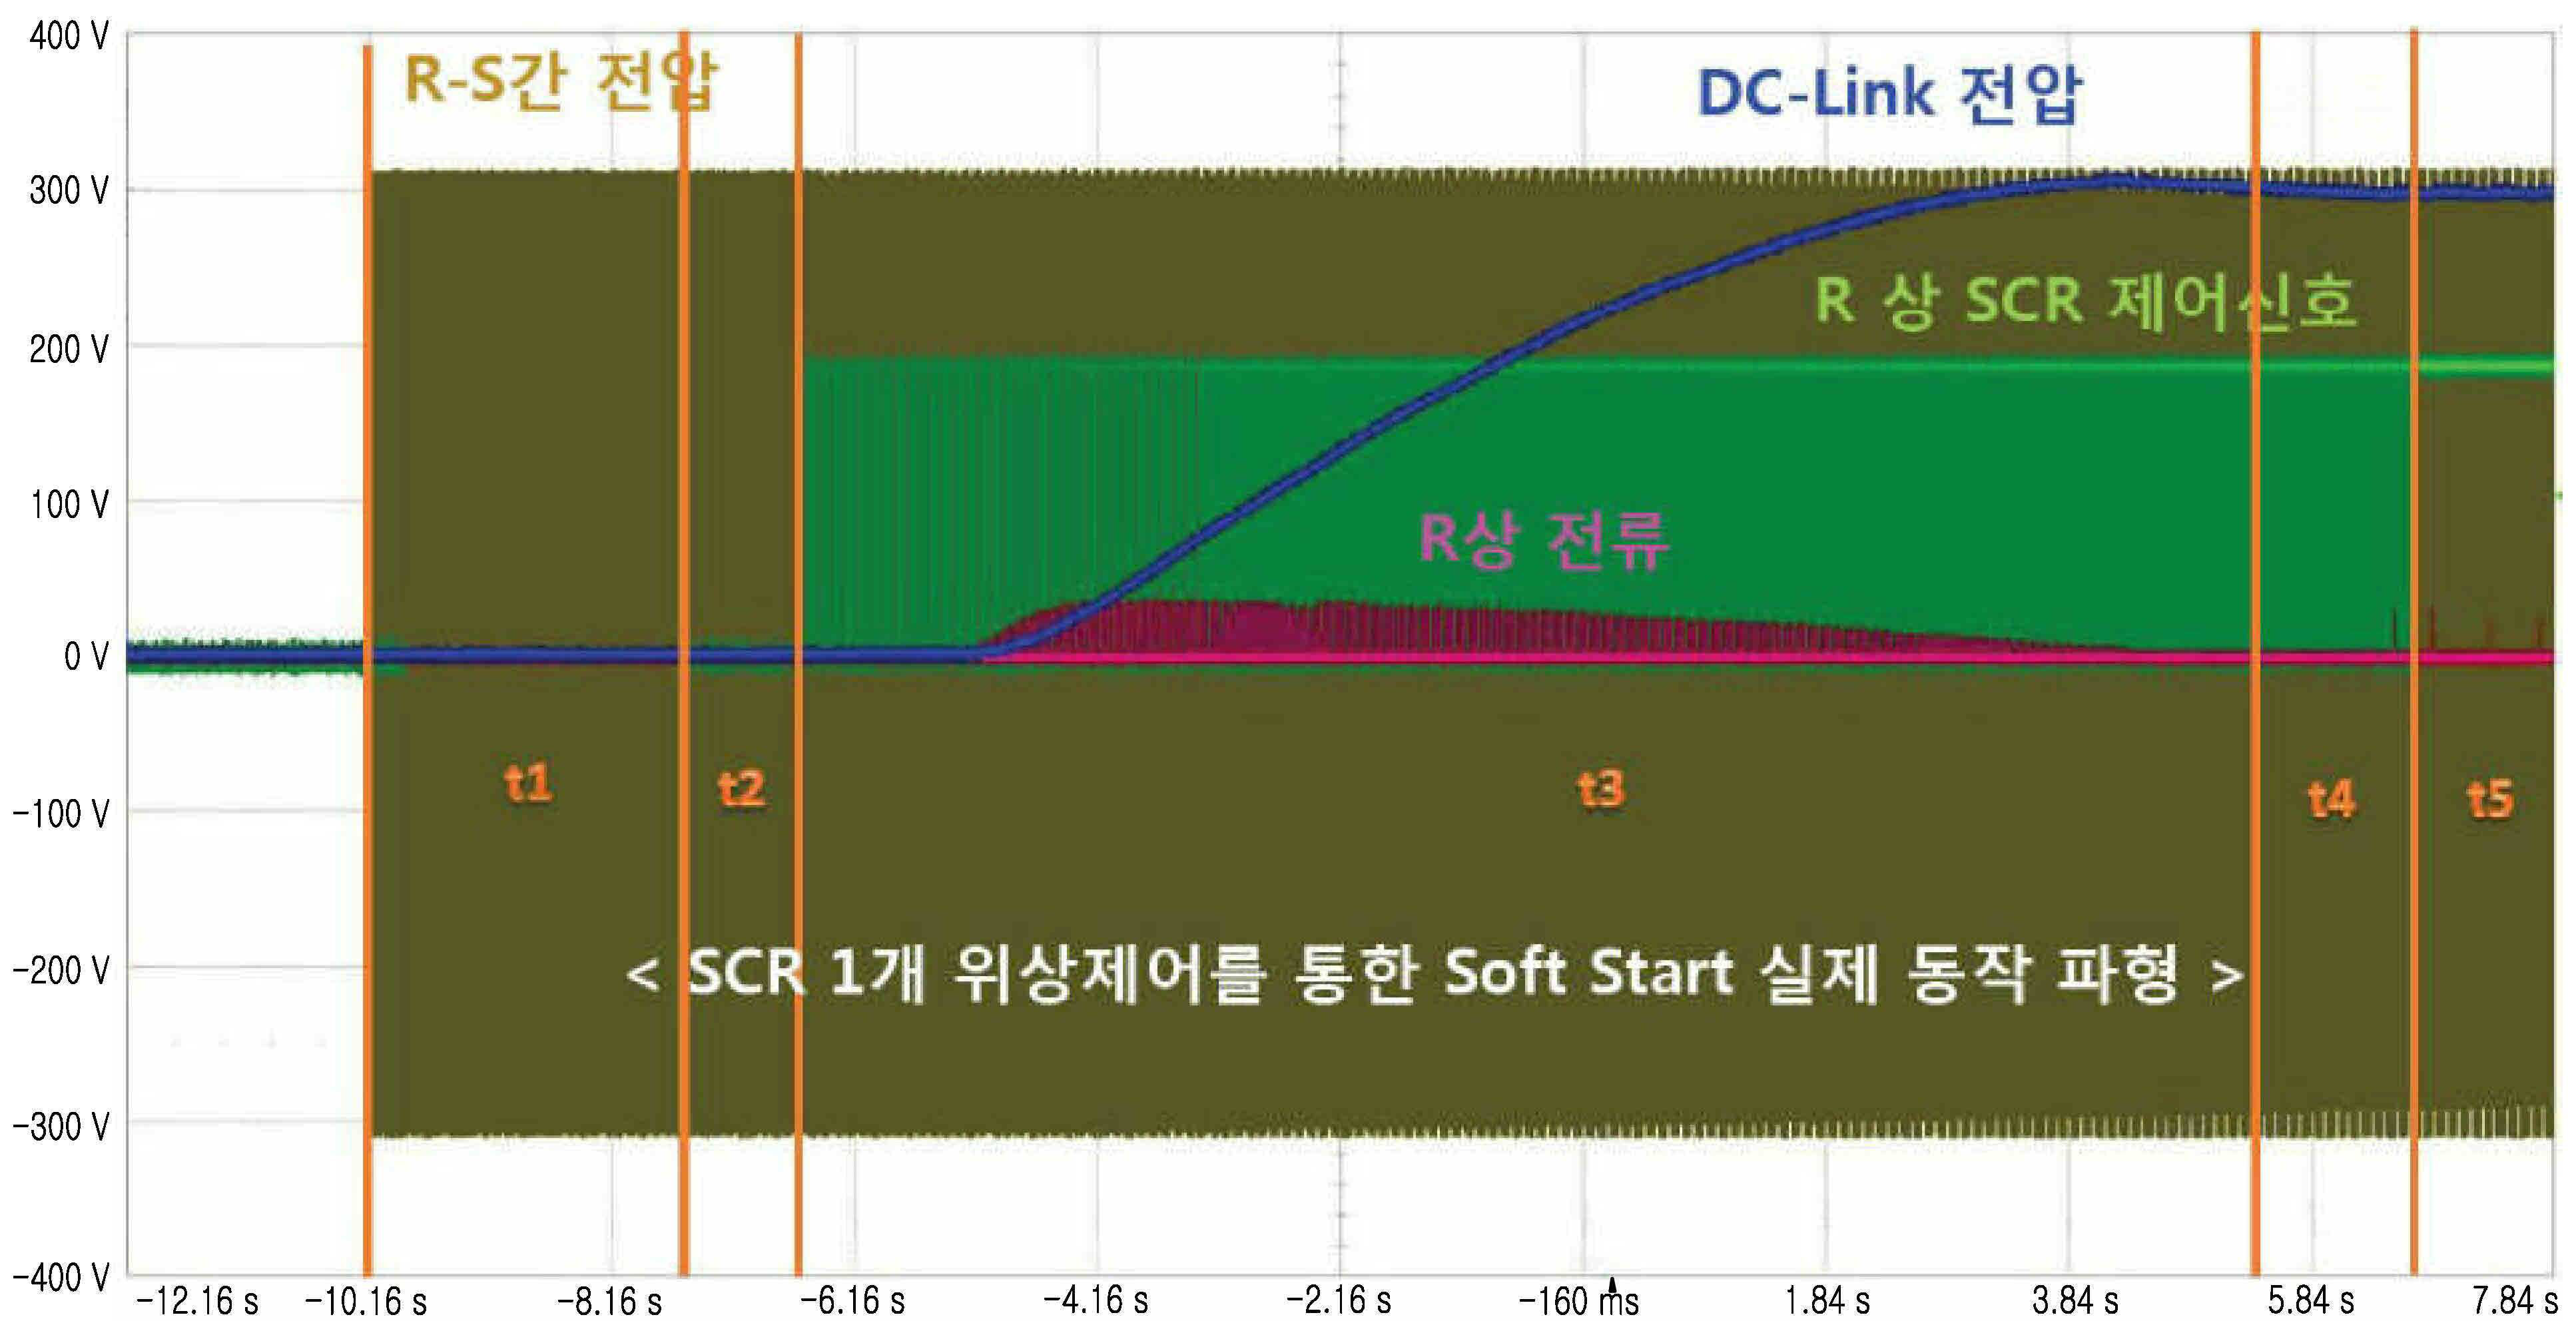 400 V
R-S간 전압
DC-Link 전압
300 V
R 상 SCR 제어신호
200 V
100 V
R상 전류
0 V
t1
t2
t3
t4
t5
-100 V
< SCR 1개 위상제어를 통한 Soft Start 실제 동작 파형 >
-200 V
-300 V
-400 V
-12.16 s -10.16 s -8.16 s -6.16 s -4.16 s -2.16 s -160 ms 1.84 s 3.84 s 5.84 s 7.84 s